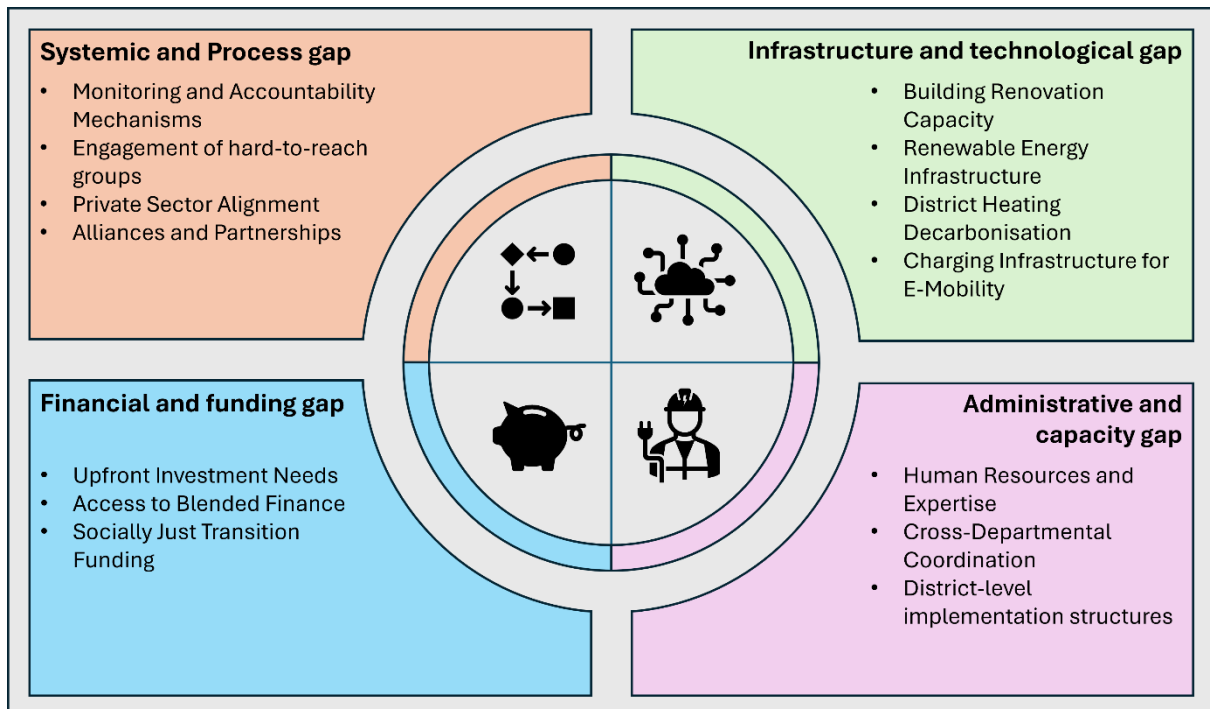 Systemic and Process gap
• Monitoring and Accountability
Mechanisms
• Engagement of hard-to-reach
groups
• Private Sector Alignment
• Alliances and Partnerships
Infrastructure and technological gap
• Building Renovation
Capacity
• Renewable Energy
Infrastructure
• District Heating
Decarbonisation
• Charging Infrastructure for
E-Mobility
Financial and funding gap
• Upfront Investment Needs
• Access to Blended Finance
• Socially Just Transition
Funding
Administrative and
capacity gap
• Human Resources and
Expertise
• Cross-Departmental
Coordination
• District-level
implementation structures